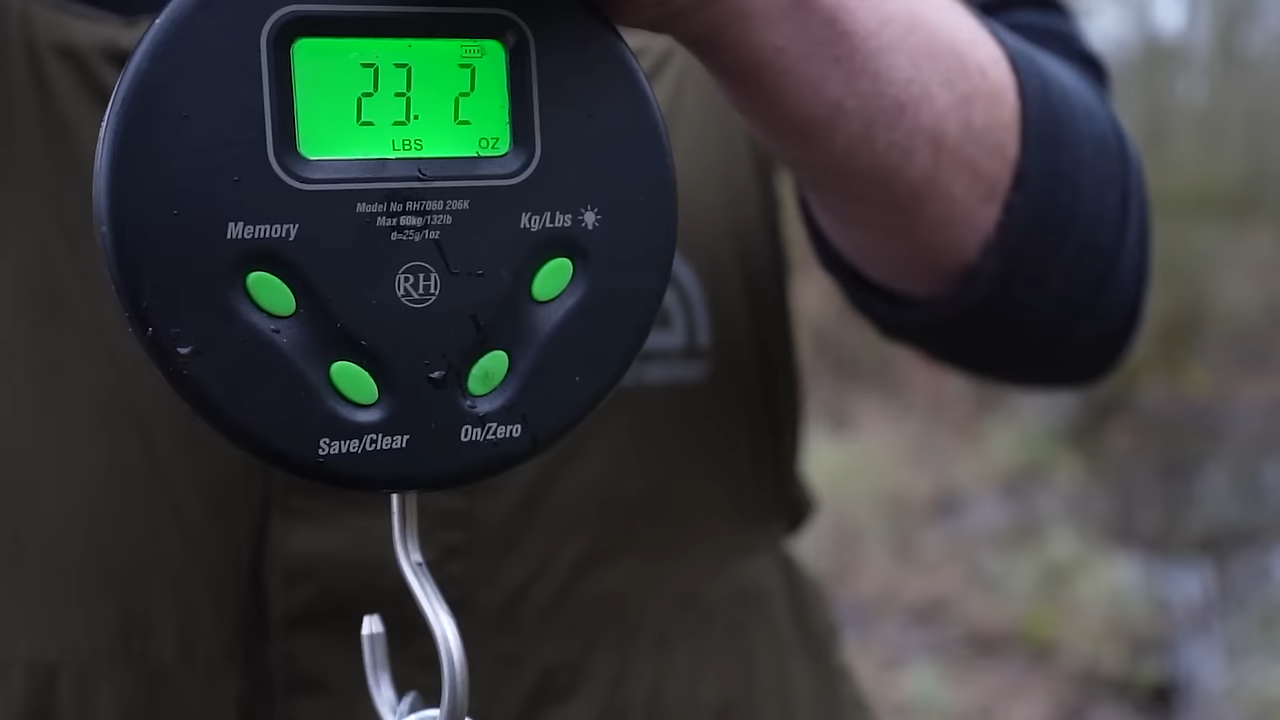 23. 2
LBS OZ
Model No RH7060 206K
Max 60kg/132lb
d=25g/1oz
Memory
Kg/Lbs
RH
Save/Clear
On/Zero